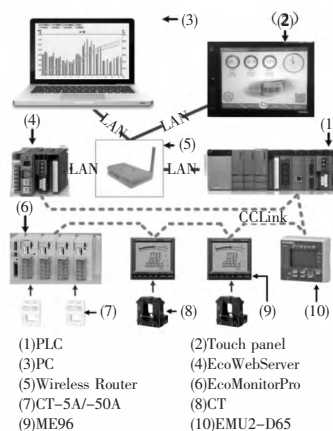 (3)
(2)
LAN
LAN
(4)
(5)
(1
LAN
LAN
CCLink
(6)
(7)
(8)
(9)
(10)
(1)PLC (2)Touch panel
(3)PC (4)EcoWebServer
(5)Wireless Router (6)EcoMonitorPro
(7)CT-5A/-50A (8)CT
(9)ME96 (10)EMU2-D65